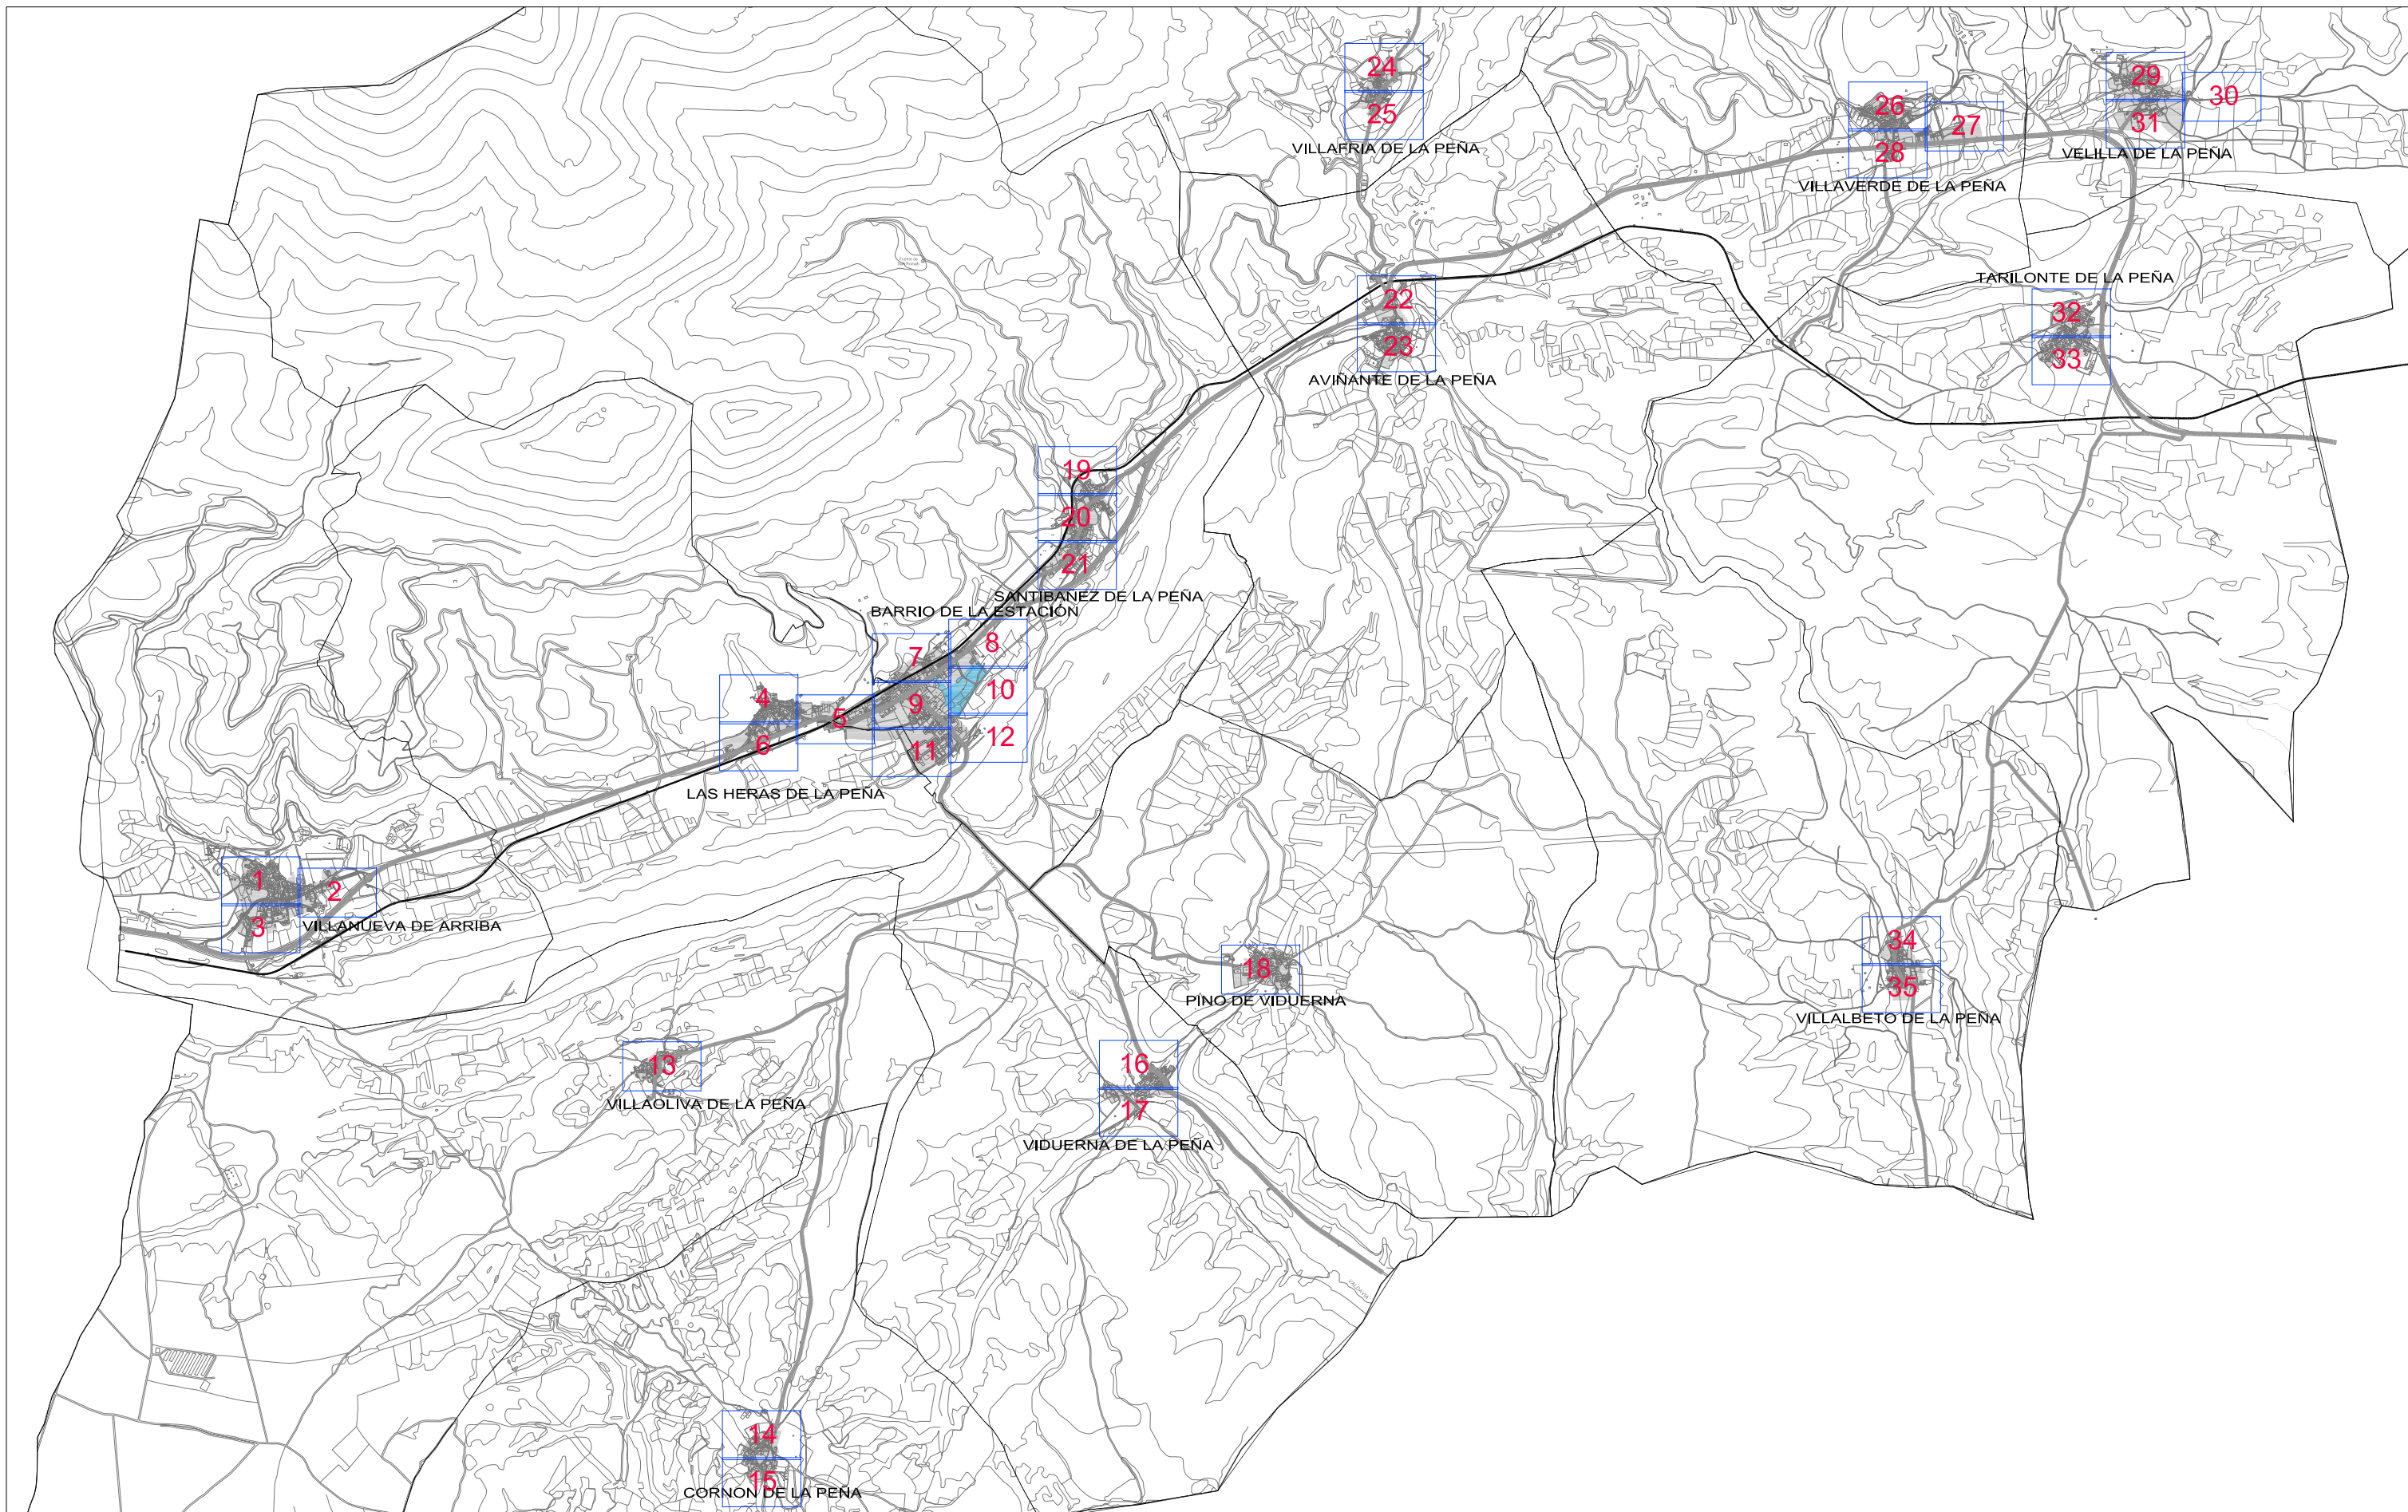 24
25
VILLAFRIA DE LA PEÑA
26
27
28
VILLAVERDE DE LA PEÑA
29
30
31
VELILLA DE LA PEÑA
22
23
AVIÑANTE DE LA PEÑA
TARILONTE DE LA PEÑA
32
33
19
20
21
SANTIBAÑEZ DE LA PEÑA
BARRIO DE LA ESTACIÓN
7
8
9
10
11
12
4
5
6
LAS HERAS DE LA PEÑA
1
2
3
VILLANUEVA DE ARRIBA
18
PINO DE VIDUERNA
34
35
VILLALBETO DE LA PEÑA
13
VILLAOLIVA DE LA PEÑA
16
17
VIDUERNA DE LA PEÑA
14
15
CORNON DE LA PEÑA